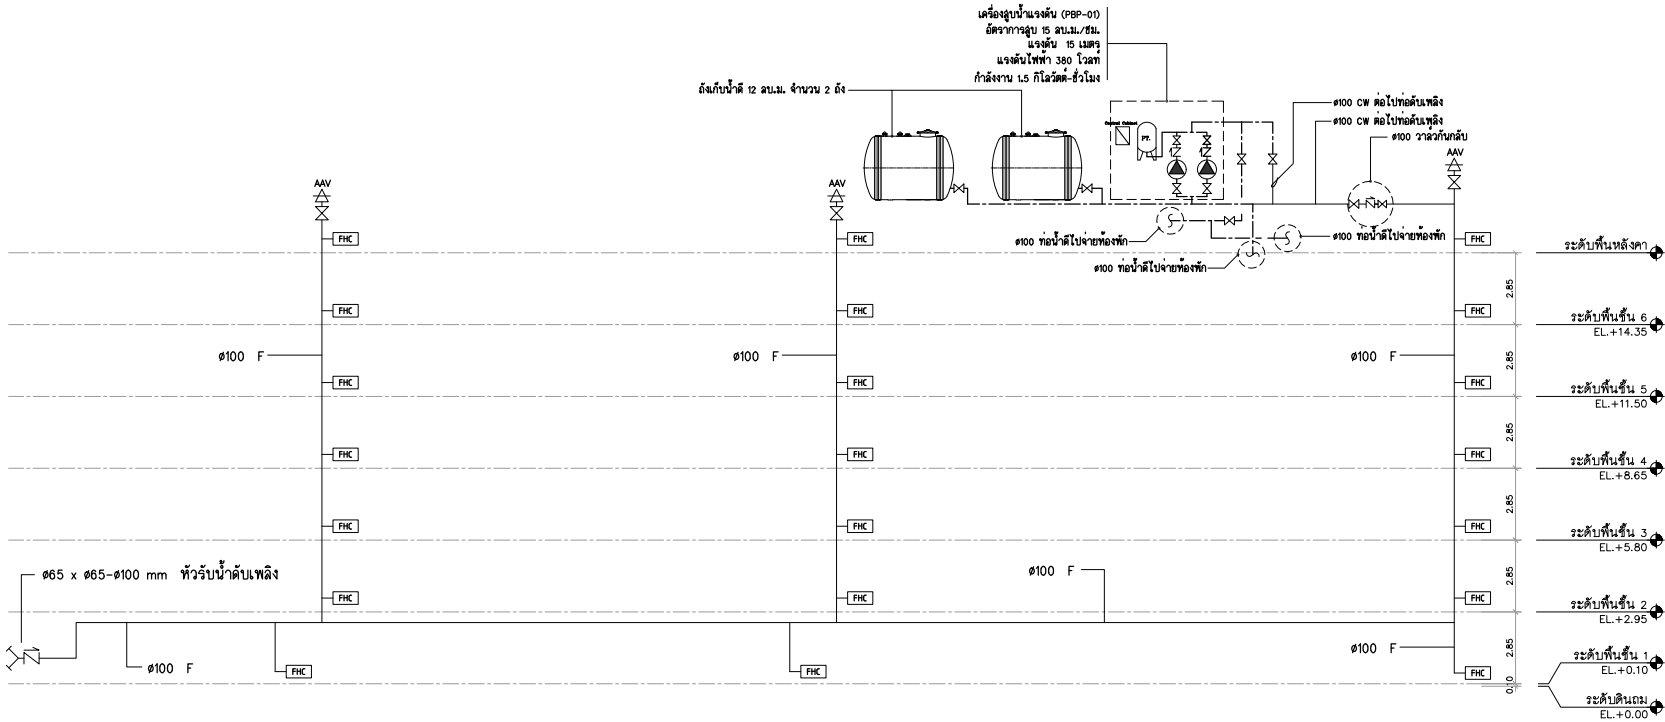 เครื่องสูบน้ำแรงดัน (PBP-01)
อัตราการสูบ 15 ลบ.ม./ชม.
แรงดัน 15 เมตร
แรงดันไฟฟ้า 380 โวลท์
กำลังงาน 1.5 กิโลวัตต์-ชั่วโมง
ถังเก็บน้ำดี 12 ลบ.ม. จำนวน 2 ถัง
Control Cabinet
PT.
ø100 CW ต่อไปท่อดับเพลิง
ø100 CW ต่อไปท่อดับเพลิง
ø100 วาล์วกันกลับ
AAV
AAV
AAV
FHC
FHC
FHC
ø100 ท่อน้ำดีไปจ่ายห้องพัก
ø100 ท่อน้ำดีไปจ่ายห้องพัก
ø100 ท่อน้ำดีไปจ่ายห้องพัก
ระดับพื้นหลังคา
2.85
FHC
FHC
FHC
ระดับพื้นชั้น 6
EL.+14.35
ø100 F
ø100 F
ø100 F
2.85
FHC
FHC
FHC
ระดับพื้นชั้น 5
EL.+11.50
2.85
FHC
FHC
FHC
ระดับพื้นชั้น 4
EL.+8.65
2.85
FHC
FHC
FHC
ระดับพื้นชั้น 3
EL.+5.80
ø65 x ø65-ø100 mm หัวรับน้ำดับเพลิง
ø100 F
2.85
FHC
FHC
FHC
ระดับพื้นชั้น 2
EL.+2.95
ø100 F
2.85
ø100 F
FHC
FHC
FHC
ระดับพื้นชั้น 1
EL.+0.10
0.10
ระดับดินถม
EL.+0.00